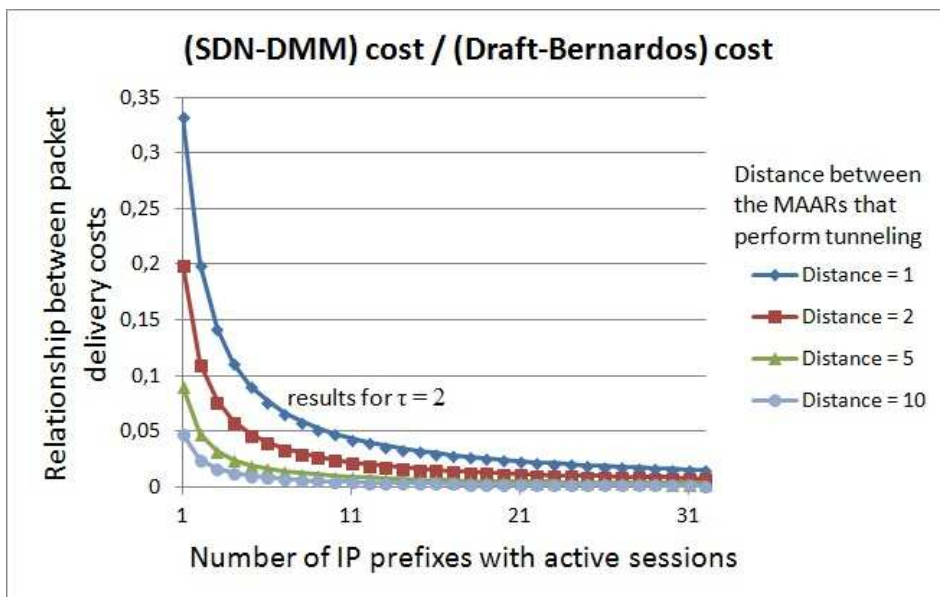 (SDN-DMM) cost / (Draft-Bernardos) cost
Relationship between packet
delivery costs
0,35
0,3
0,25
0,2
0,15
0,1
0,05
0
results for τ = 2
1
11
21
31
Number of IP prefixes with active sessions
Distance between
the MAARs that
perform tunneling
Distance = 1
Distance = 2
Distance = 5
Distance = 10